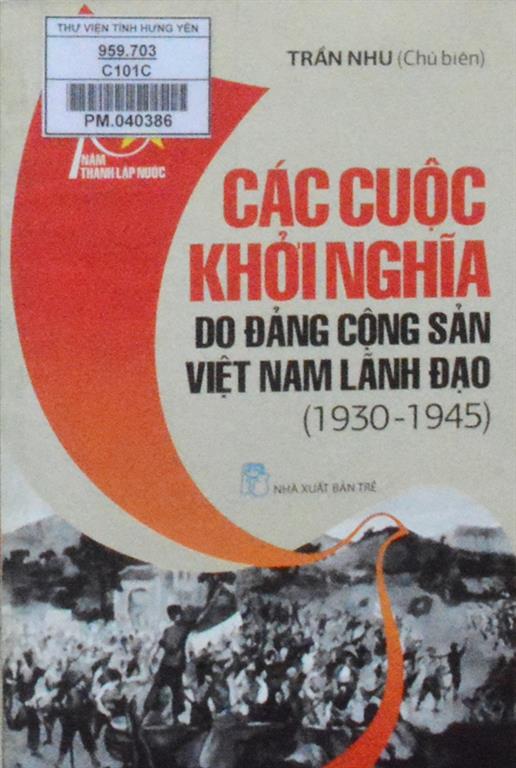 THƯ VIỆN TỈNH HƯNG YÊN
959.703
C101C
PM.040386
TRẦN NHU (Chủ biên)
NĂM
THÀNH LẬP NƯỚC
CÁC CUỘC
KHỞI NGHĨA
DO ĐẢNG CỘNG SẢN
VIỆT NAM LÃNH ĐẠO
(1930-1945)
NHÀ XUẤT BẢN TRẺ